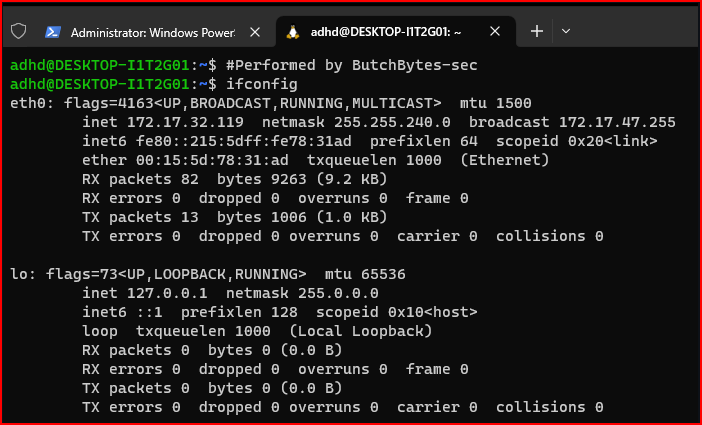 Administrator: Windows Power
adhd@DESKTOP-I1T2G01: ~
adhd@DESKTOP-I1T2G01:~$ #Performed by ButchBytes-sec
adhd@DESKTOP-I1T2G01:~$ ifconfig
eth0: flags=4163<UP,BROADCAST,RUNNING,MULTICAST>  mtu 1500
        inet 172.17.32.119  netmask 255.255.240.0  broadcast 172.17.47.255
        inet6 fe80::215:5dff:fe78:31ad  prefixlen 64  scopeid 0x20<link>
        ether 00:15:5d:78:31:ad  txqueuelen 1000  (Ethernet)
        RX packets 82  bytes 9263 (9.2 KB)
        RX errors 0  dropped 0  overruns 0  frame 0
        TX packets 13  bytes 1006 (1.0 KB)
        TX errors 0  dropped 0 overruns 0  carrier 0  collisions 0

lo: flags=73<UP,LOOPBACK,RUNNING>  mtu 65536
        inet 127.0.0.1  netmask 255.0.0.0
        inet6 ::1  prefixlen 128  scopeid 0x10<host>
        loop  txqueuelen 1000  (Local Loopback)
        RX packets 0  bytes 0 (0.0 B)
        RX errors 0  dropped 0  overruns 0  frame 0
        TX packets 0  bytes 0 (0.0 B)
        TX errors 0  dropped 0 overruns 0  carrier 0  collisions 0